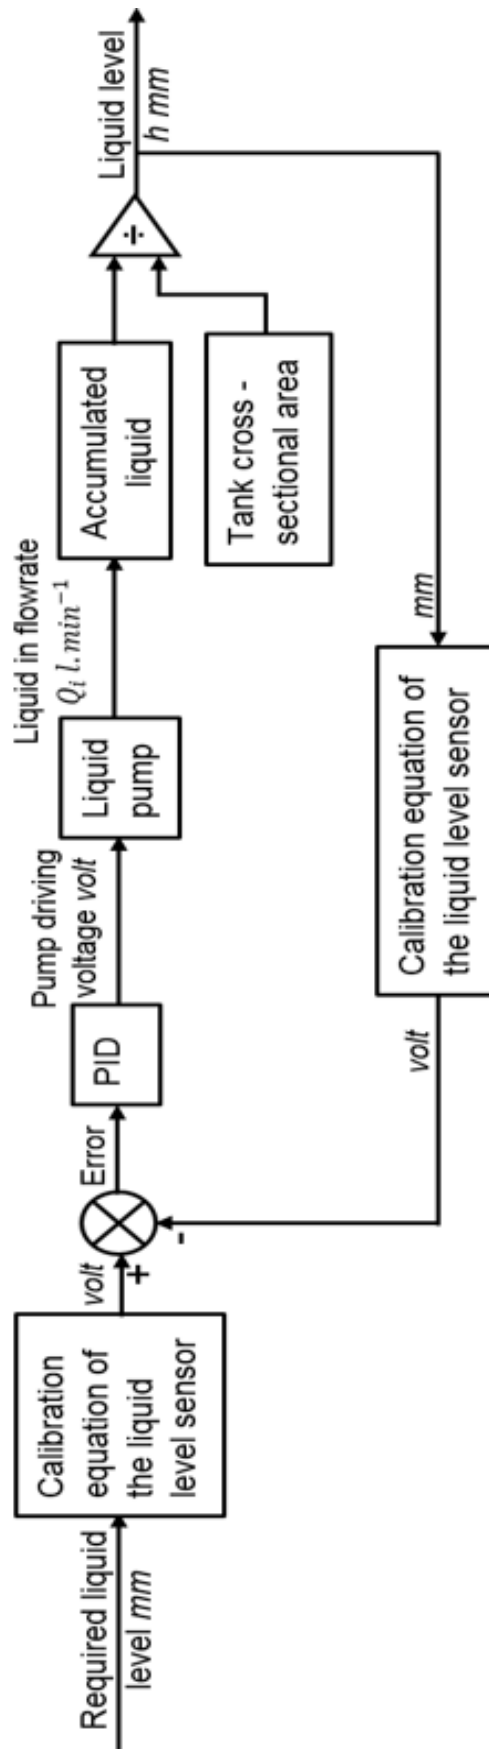 Required liquid
level mm
Calibration
equation of
the liquid
level sensor
volt
+
-
Error
PID
Pump driving
voltage volt
Liquid
pump
Liquid in flowrate
Qᵢ l.min⁻¹
Accumulated
liquid
Tank cross -
sectional area
÷
Liquid level
h mm
mm
Calibration equation of
the liquid level sensor
volt